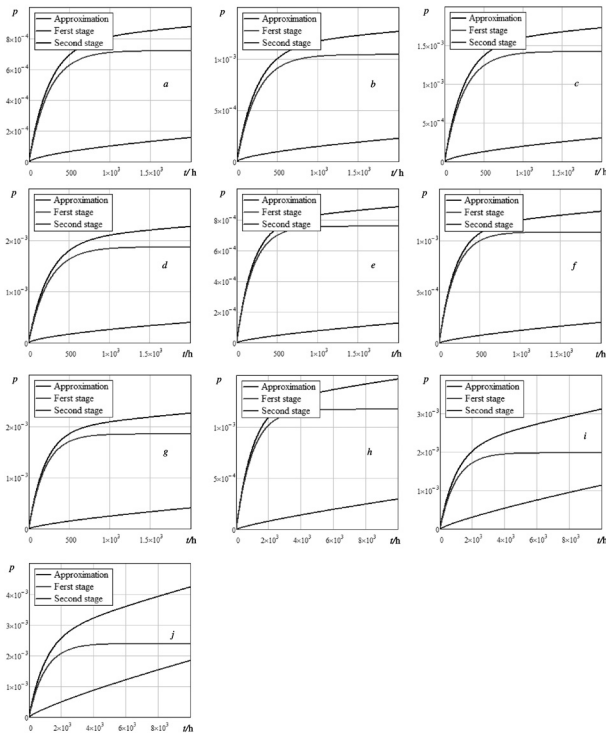 p
Approximation
Ferst stage
Second stage
8×10⁻⁴
6×10⁻⁴
4×10⁻⁴
2×10⁻⁴
0
a
0 500 1×10³ 1.5×10³ t/ h
p
Approximation
Ferst stage
Second stage
1×10⁻³
5×10⁻⁴
0
b
0 500 1×10³ 1.5×10³ t/ h
p
Approximation
Ferst stage
Second stage
1.5×10⁻³
1×10⁻³
5×10⁻⁴
0
c
0 500 1×10³ 1.5×10³ t/ h
p
Approximation
Ferst stage
Second stage
2×10⁻³
1×10⁻³
0
d
0 500 1×10³ 1.5×10³ t/h
p
Approximation
Ferst stage
Second stage
8×10⁻⁴
6×10⁻⁴
4×10⁻⁴
2×10⁻⁴
0
e
0 500 1×10³ 1.5×10³ t/h
p
Approximation
Ferst stage
Second stage
1×10⁻³
5×10⁻⁴
0
f
0 500 1×10³ 1.5×10³ t/h
p
Approximation
Ferst stage
Second stage
2×10⁻³
1×10⁻³
0
g
0 500 1×10³ 1.5×10³ t/h
p
Approximation
Ferst stage
Second stage
1×10⁻³
5×10⁻⁴
0
h
0 2×10³ 4×10³ 6×10³ 8×10³ t/h
p
Approximation
Ferst stage
Second stage
3×10⁻³
2×10⁻³
1×10⁻³
0
i
0 2×10³ 4×10³ 6×10³ 8×10³ t/h
p
Approximation
Ferst stage
Second stage
4×10⁻³
3×10⁻³
2×10⁻³
1×10⁻³
0
j
0 2×10³ 4×10³ 6×10³ 8×10³ t/h